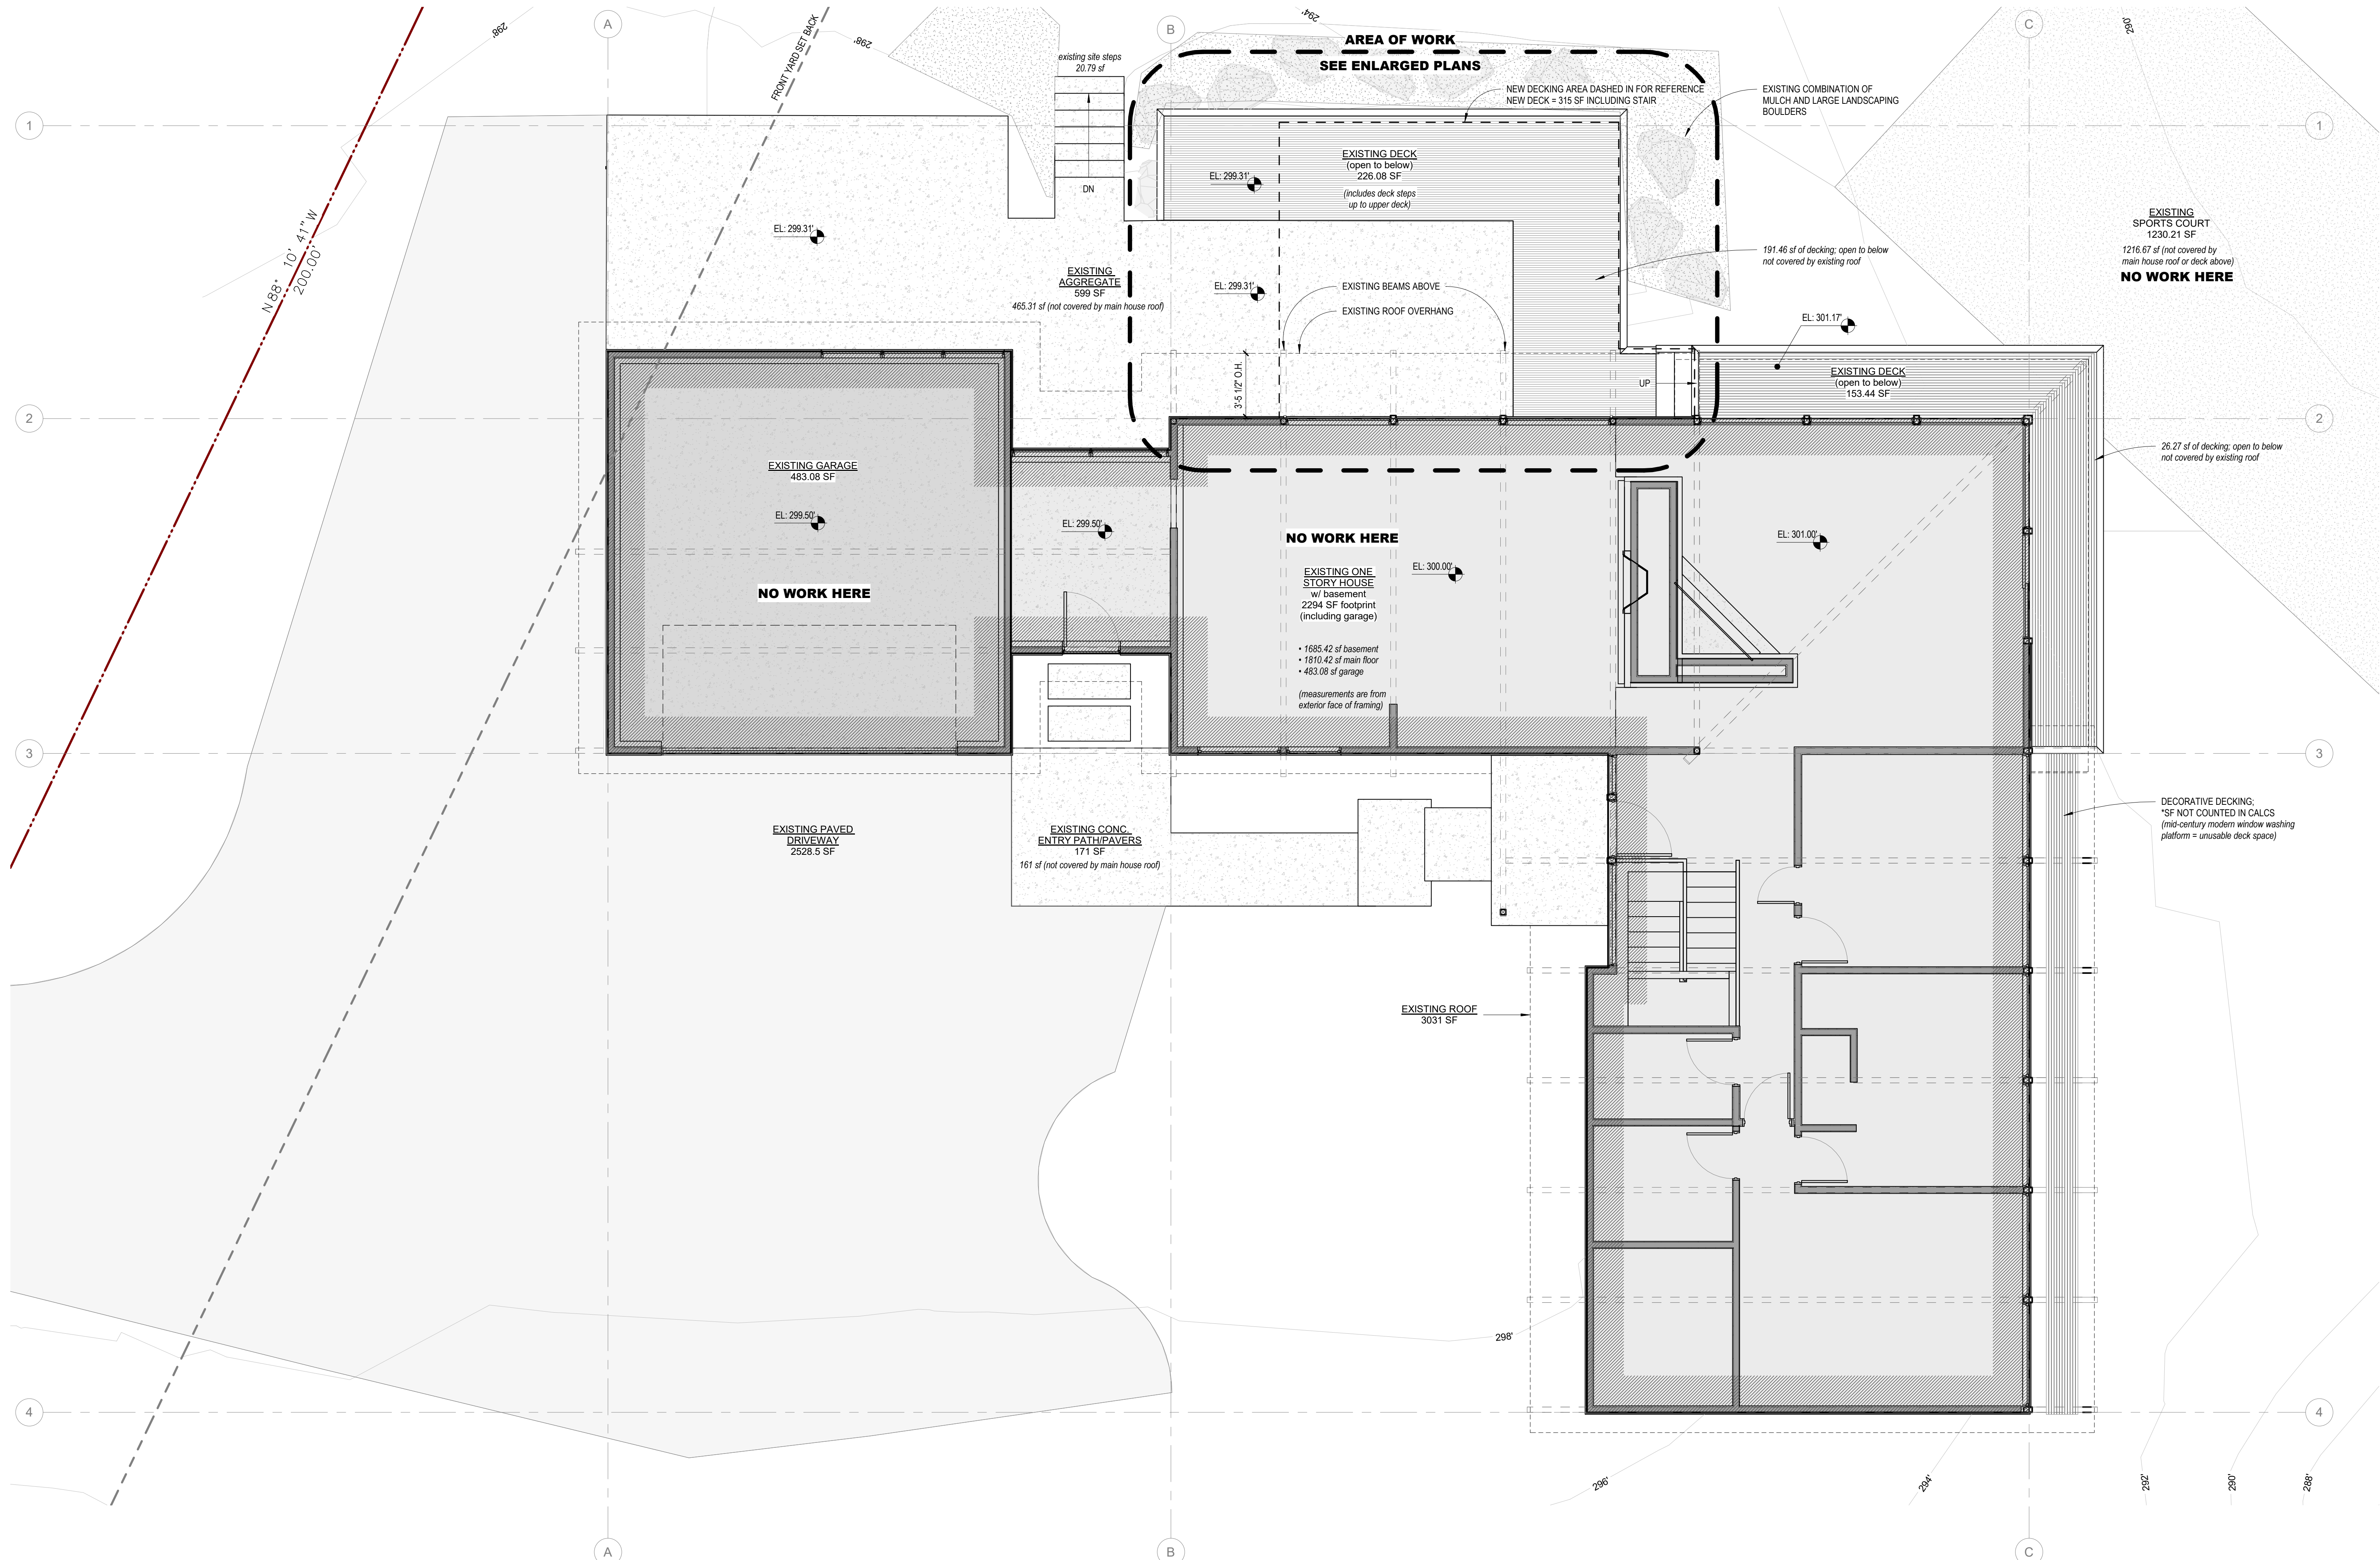 A
B
C
298'
298'
294'
290'
FRONT YARD SET BACK
existing site steps
20.79 sf
AREA OF WORK
SEE ENLARGED PLANS
NEW DECKING AREA DASHED IN FOR REFERENCE
NEW DECK = 315 SF INCLUDING STAIR
EXISTING COMBINATION OF
MULCH AND LARGE LANDSCAPING
BOULDERS
1
1
EXISTING DECK
(open to below)
226.08 SF
(includes deck steps
up to upper deck)
EL: 299.31'
DN
N 88° 10' 41" W
200.00'
EL: 299.31'
EXISTING
SPORTS COURT
1230.21 SF
1216.67 sf (not covered by
main house roof or deck above)
NO WORK HERE
191.46 sf of decking; open to below
not covered by existing roof
EXISTING
AGGREGATE
599 SF
465.31 sf (not covered by main house roof)
EL: 299.31'
EXISTING BEAMS ABOVE
EXISTING ROOF OVERHANG
EL: 301.17'
3'-5 1/2" O.H.
UP
EXISTING DECK
(open to below)
153.44 SF
2
2
26.27 sf of decking; open to below
not covered by existing roof
EXISTING GARAGE
483.08 SF
EL: 299.50'
EL: 299.50'
NO WORK HERE
EL: 301.00'
EXISTING ONE
STORY HOUSE
w/ basement
2294 SF footprint
(including garage)
EL: 300.00'
NO WORK HERE
• 1685.42 sf basement
• 1810.42 sf main floor
• 483.08 sf garage
(measurements are from
exterior face of framing)
3
3
EXISTING PAVED
DRIVEWAY
2528.5 SF
EXISTING CONC.
ENTRY PATH/PAVERS
171 SF
161 sf (not covered by main house roof)
DECORATIVE DECKING;
*SF NOT COUNTED IN CALCS
(mid-century modern window washing
platform = unusable deck space)
EXISTING ROOF
3031 SF
298'
4
4
296'
294'
292'
290'
288'
A
B
C